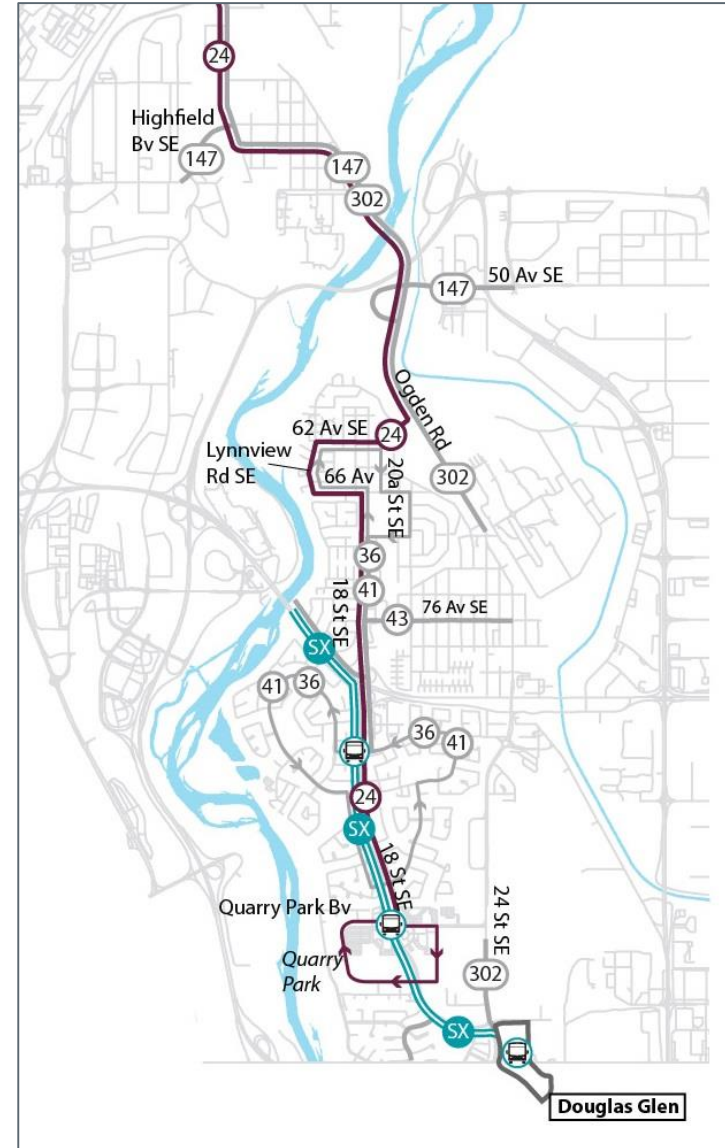 24
Highfield
Bv SE
147
147
302
147
50 Av SE
Ogden Rd
62 Av SE
24
Lynnview
Rd SE
66 Av
20a St SE
302
36
41
18 St SE
43
76 Av SE
SX
41
36
36
41
24
SX
18 St SE
Quarry Park Bv
24 St SE
Quarry
Park
302
SX
Douglas Glen